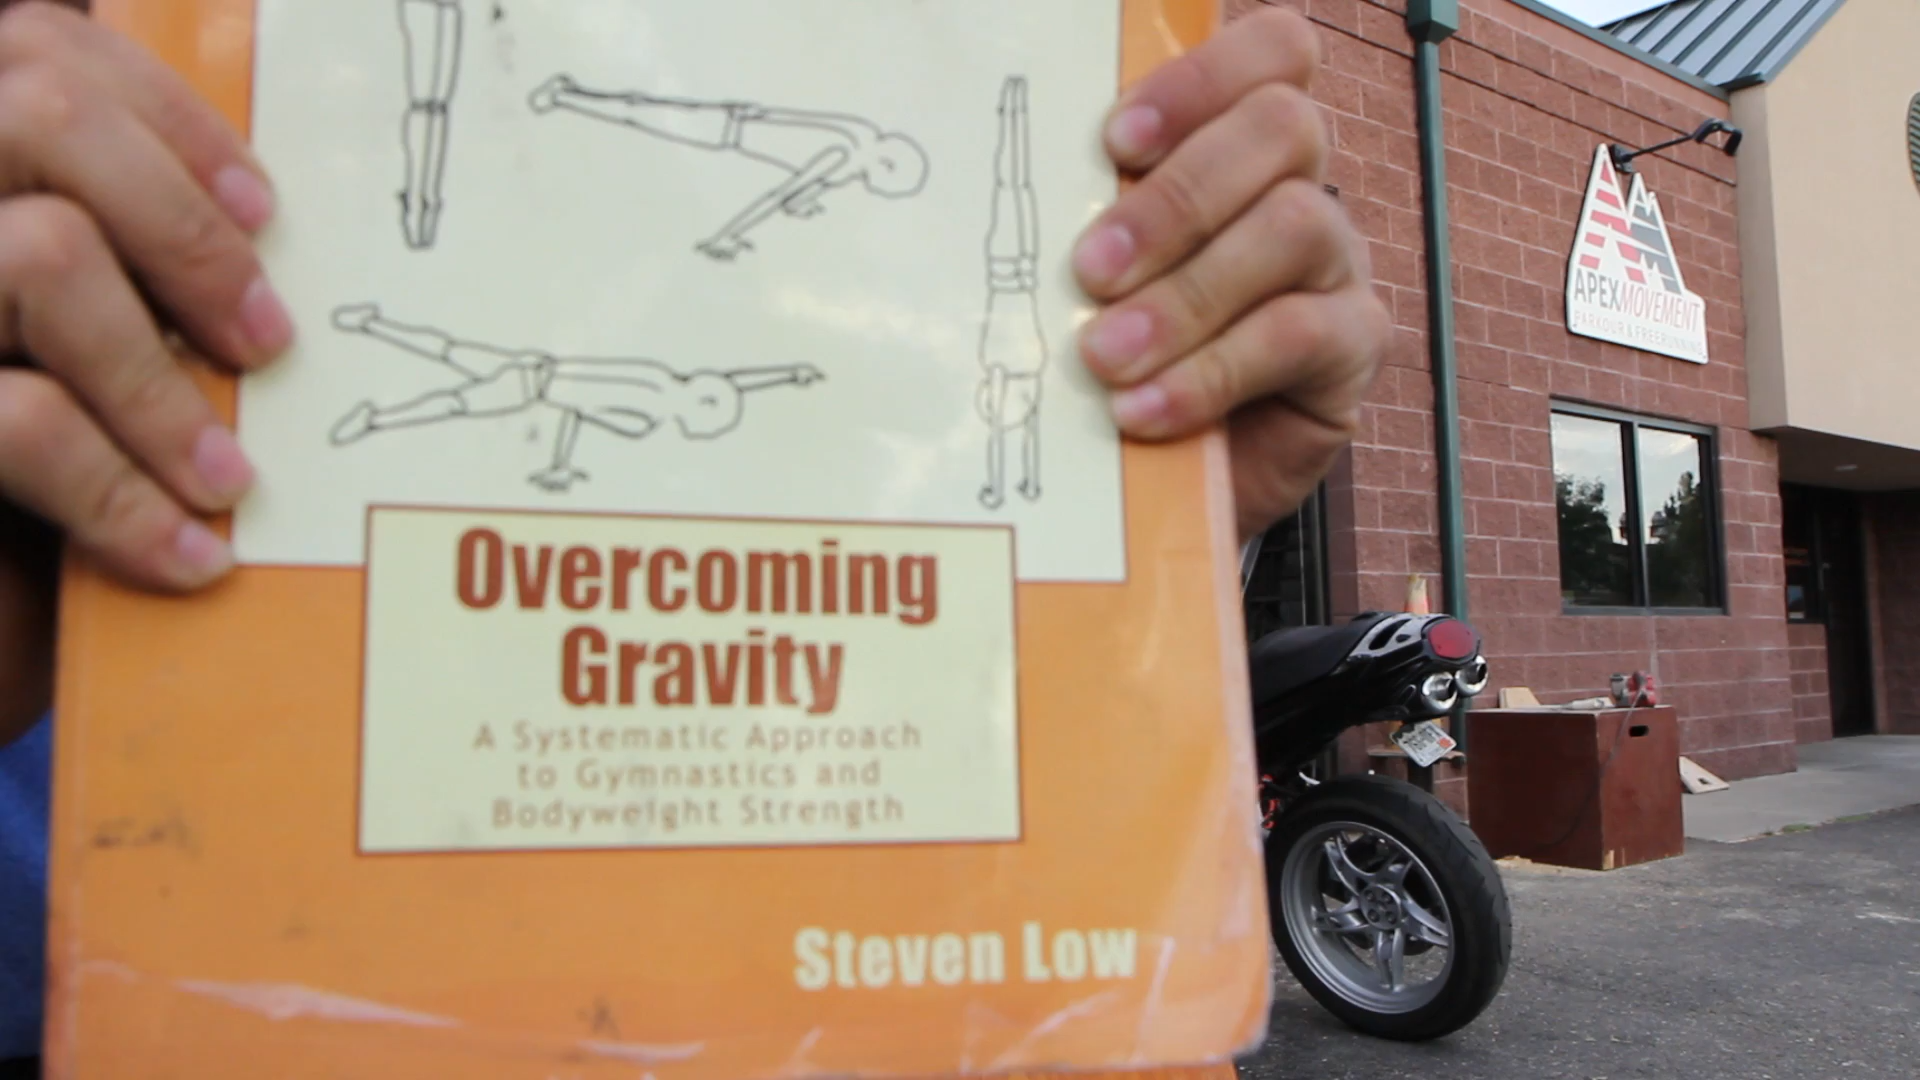 Overcoming
Gravity
A Systematic Approach
to Gymnastics and
Bodyweight Strength
Steven Low
APEXMOVEMENT
PARKOUR & FREERUNNING